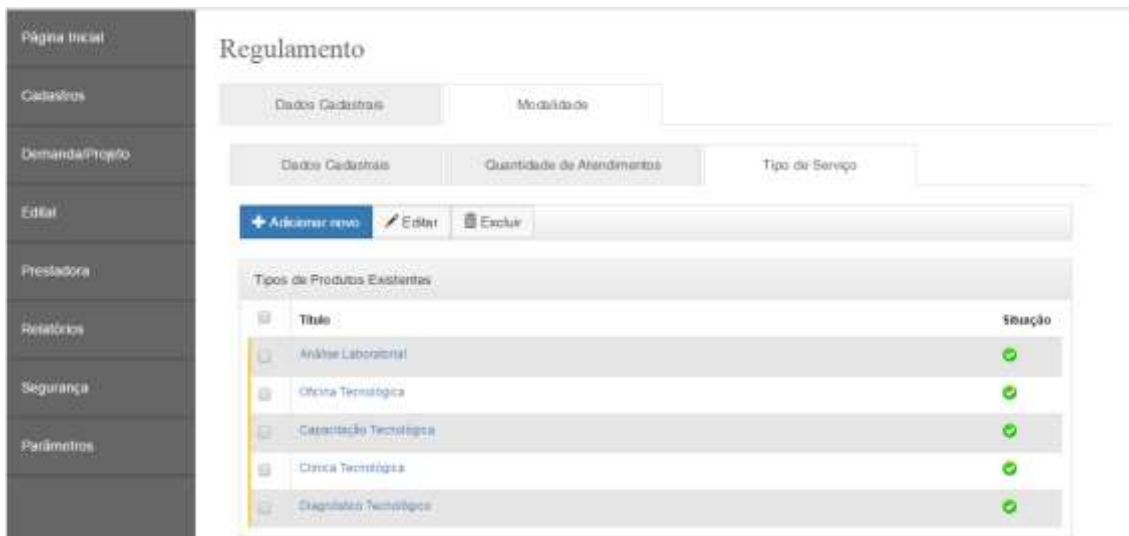 Página Inicial
Cadastros
Demanda/Projeto
Edital
Prestadora
Relatórios
Segurança
Parâmetros
Regulamento
Dados Cadastrais Modalidade
Dados Cadastrais Quantidade de Atendimentos Tipo de Serviço
Adicionar novo Editar Excluir
Tipos de Produtos Existentes
Título Situação
Análise Laboratorial
Oficina Tecnológica
Capacitação Tecnológica
Clínica Tecnológica
Diagnóstico Tecnológico